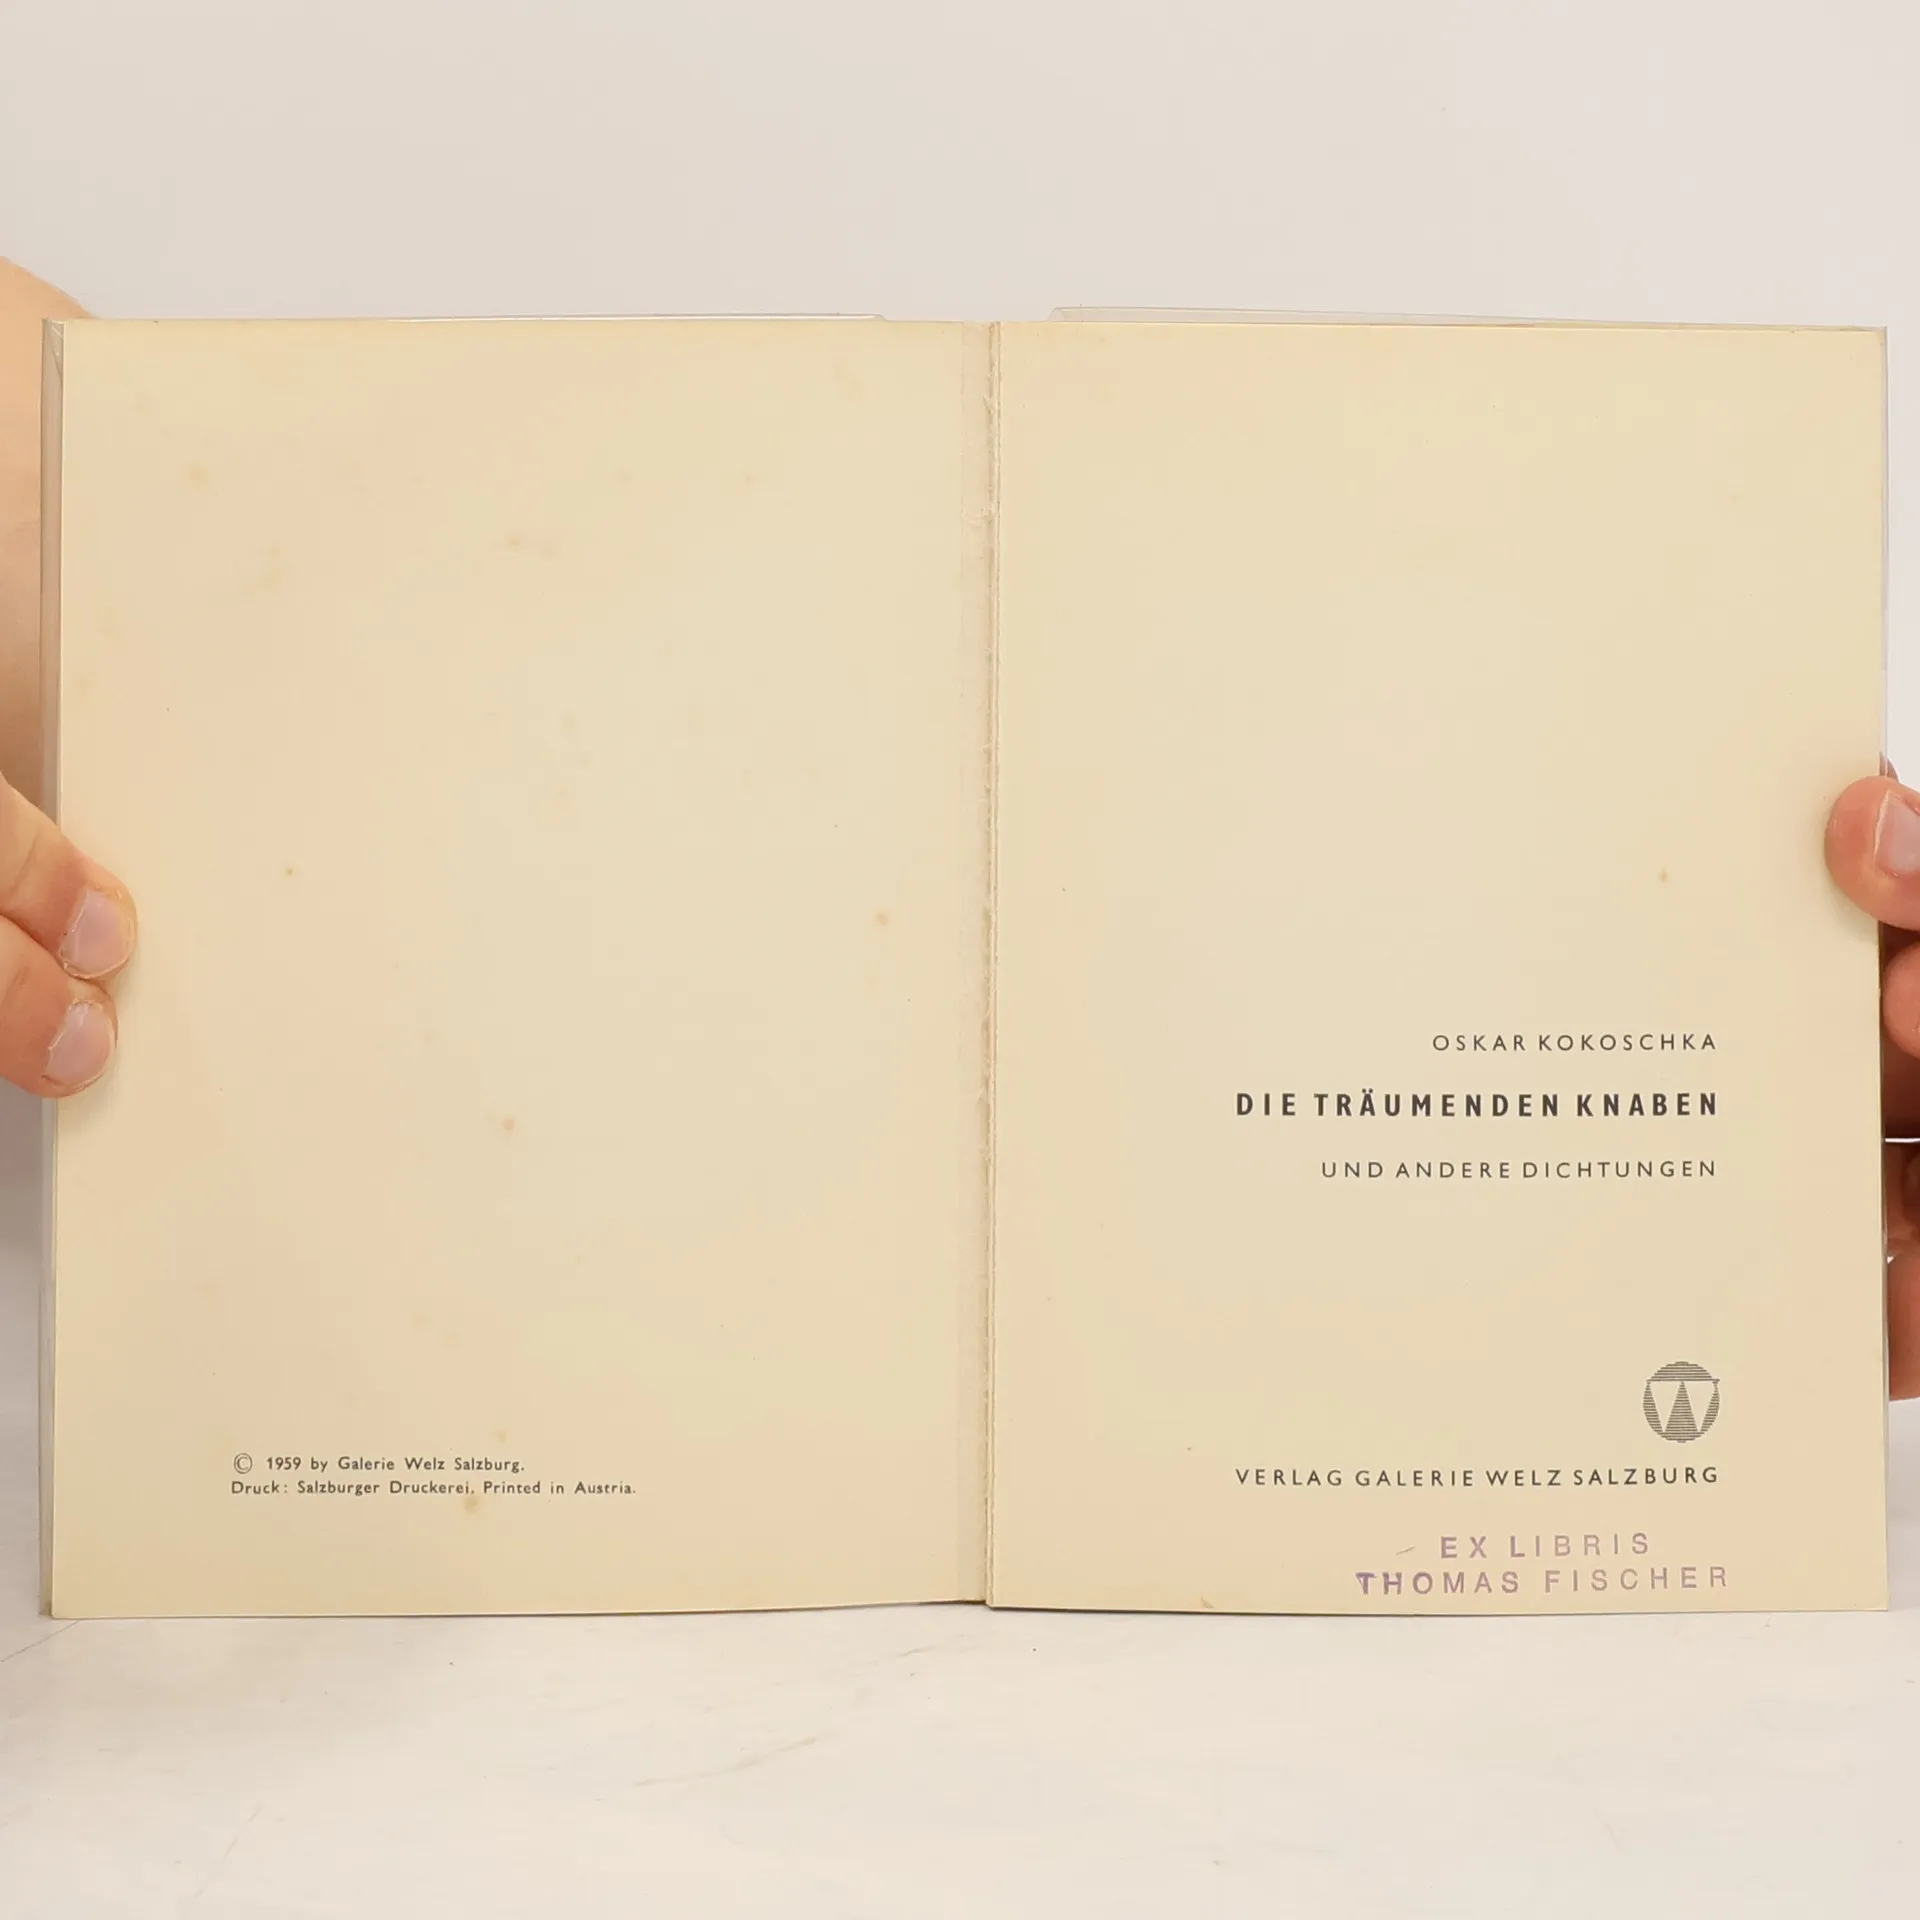 © 1959 by Galerie Welz Salzburg.
Druck: Salzburger Druckerei. Printed in Austria.
OSKAR KOKOSCHKA
DIE TRÄUMENDEN KNABEN
UND ANDERE DICHTUNGEN
VERLAG GALERIE WELZ SALZBURG
EX LIBRIS
THOMAS FISCHER